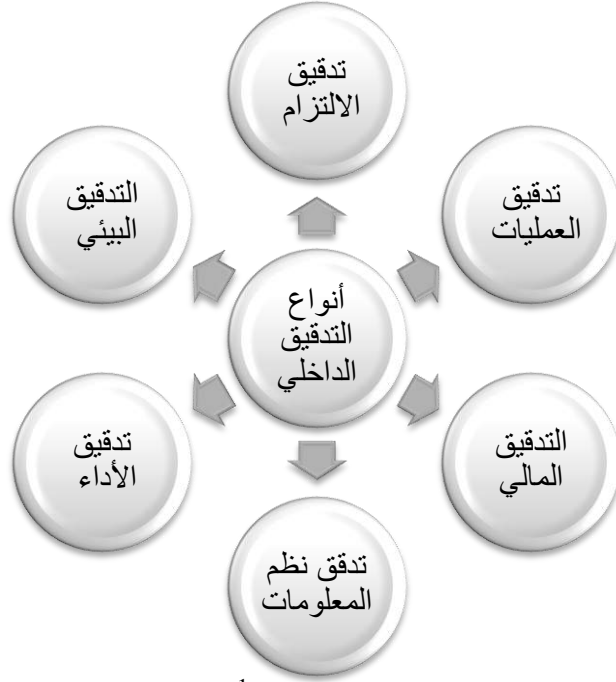 تدقيق
الالتزام
تدقيق
العمليات
التدقيق
المالي
تدقق نظم
المعلومات
تدقيق
الأداء
التدقيق
البيئي
أنواع
التدقيق
الداخلي